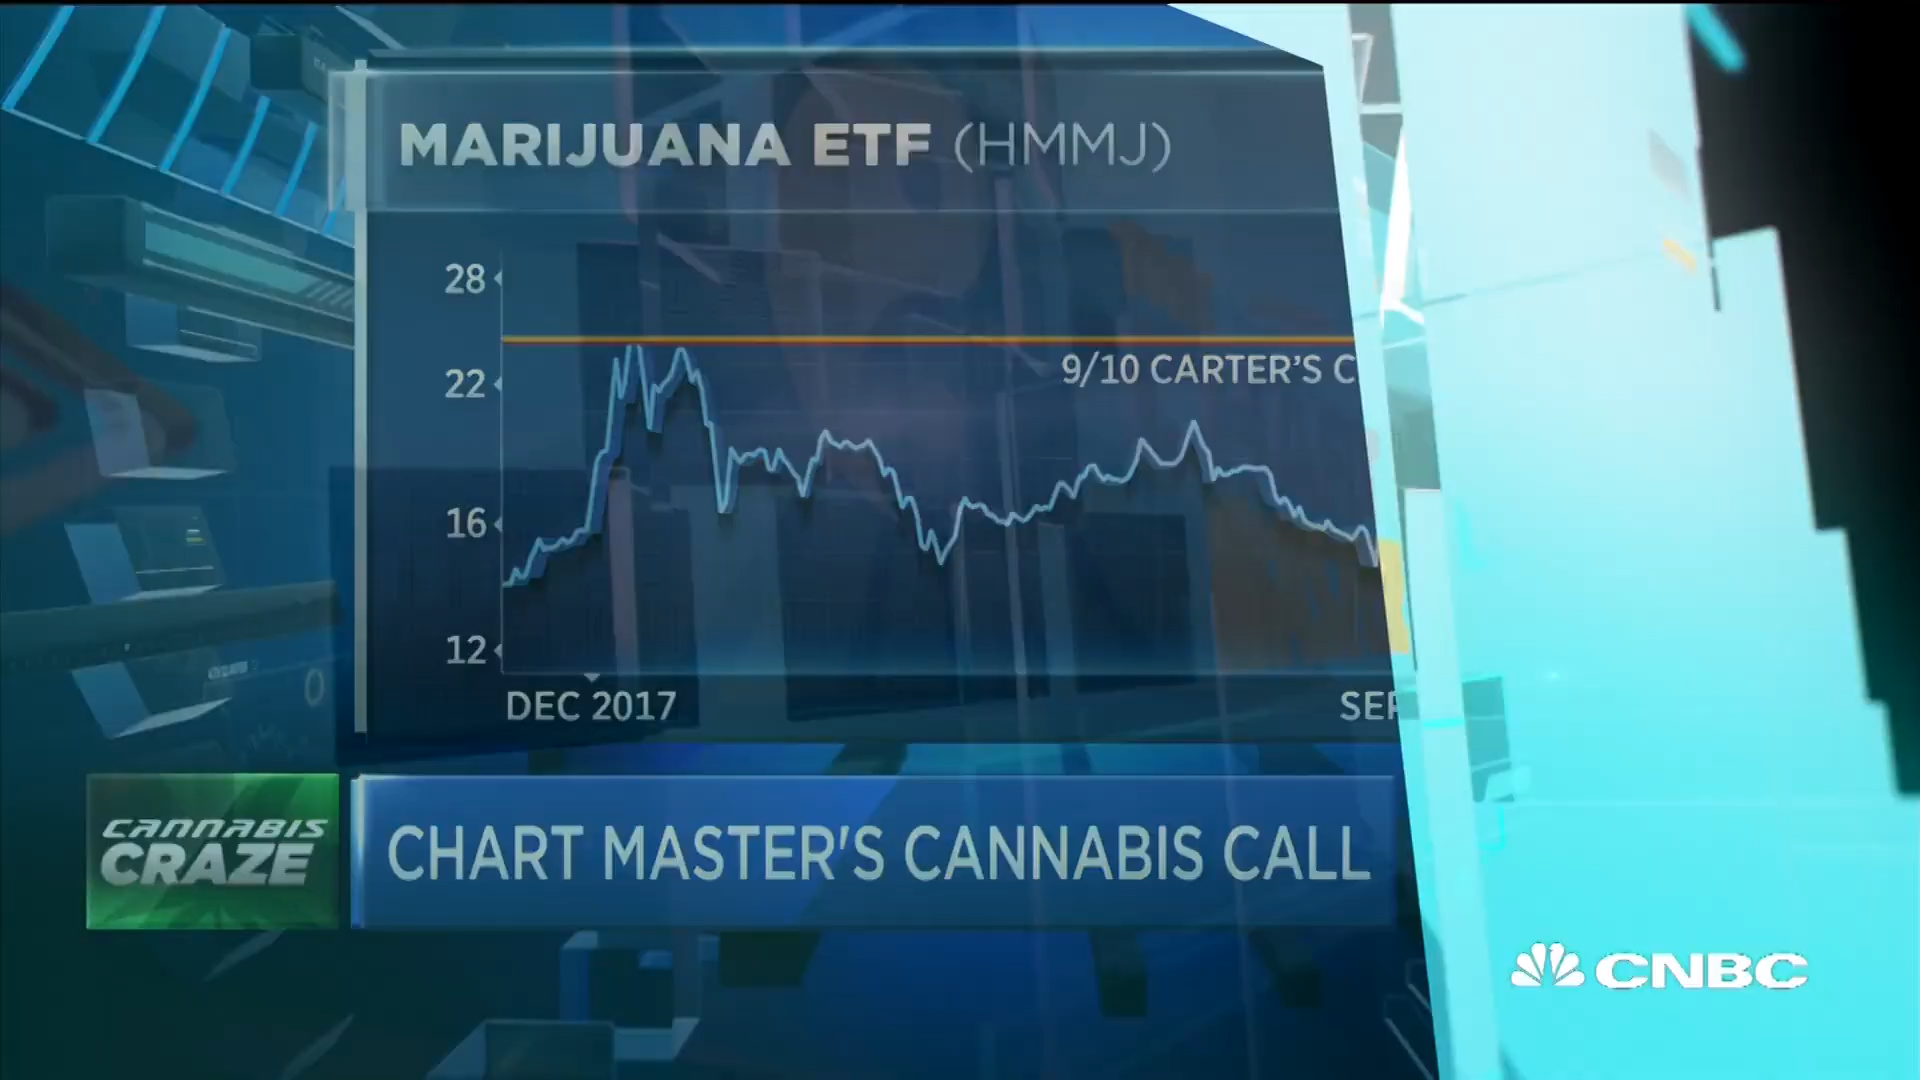 MARIJUANA ETF (HMMJ)
28
22
16
12
9/10 CARTER'S C
DEC 2017
SEP
CANNABIS
CRAZE
CHART MASTER'S CANNABIS CALL
CNBC